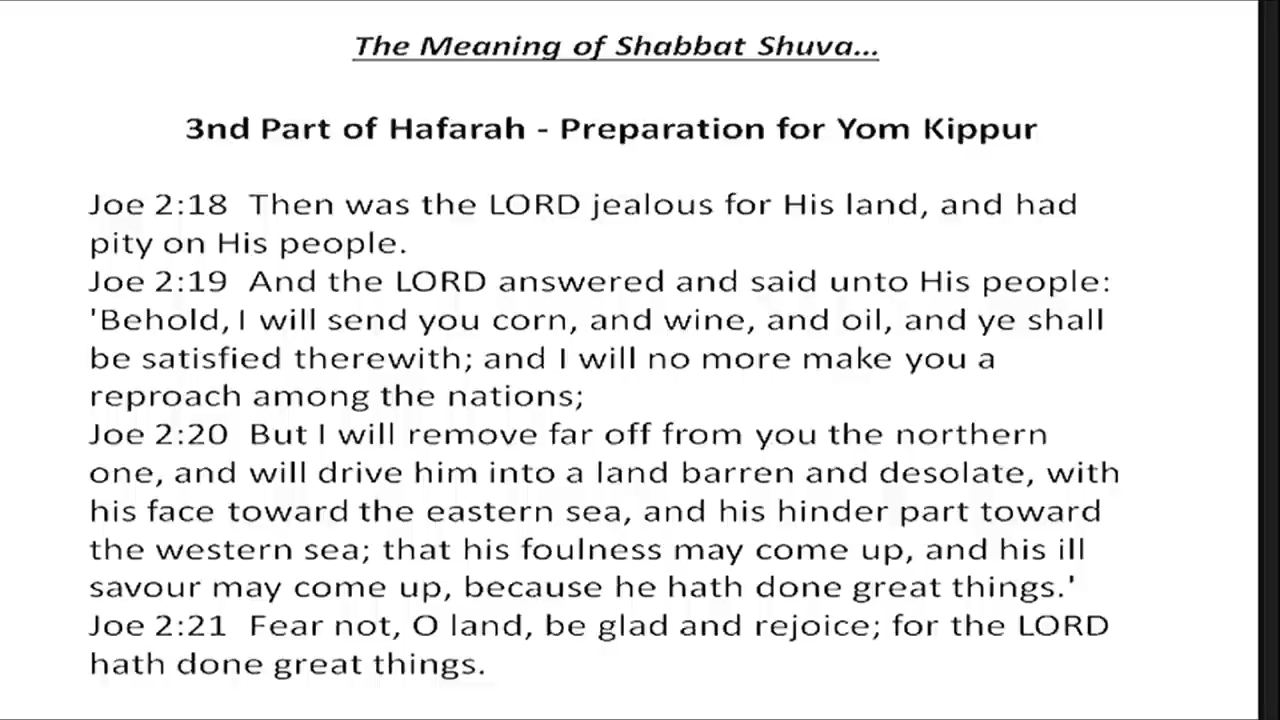 The Meaning of Shabbat Shuva...
3nd Part of Hafarah - Preparation for Yom Kippur
Joe 2:18 Then was the LORD jealous for His land, and had
pity on His people.
Joe 2:19 And the LORD answered and said unto His people:
'Behold, I will send you corn, and wine, and oil, and ye shall
be satisfied therewith; and I will no more make you a
reproach among the nations;
Joe 2:20 But I will remove far off from you the northern
one, and will drive him into a land barren and desolate, with
his face toward the eastern sea, and his hinder part toward
the western sea; that his foulness may come up, and his ill
savour may come up, because he hath done great things.'
Joe 2:21 Fear not, O land, be glad and rejoice; for the LORD
hath done great things.